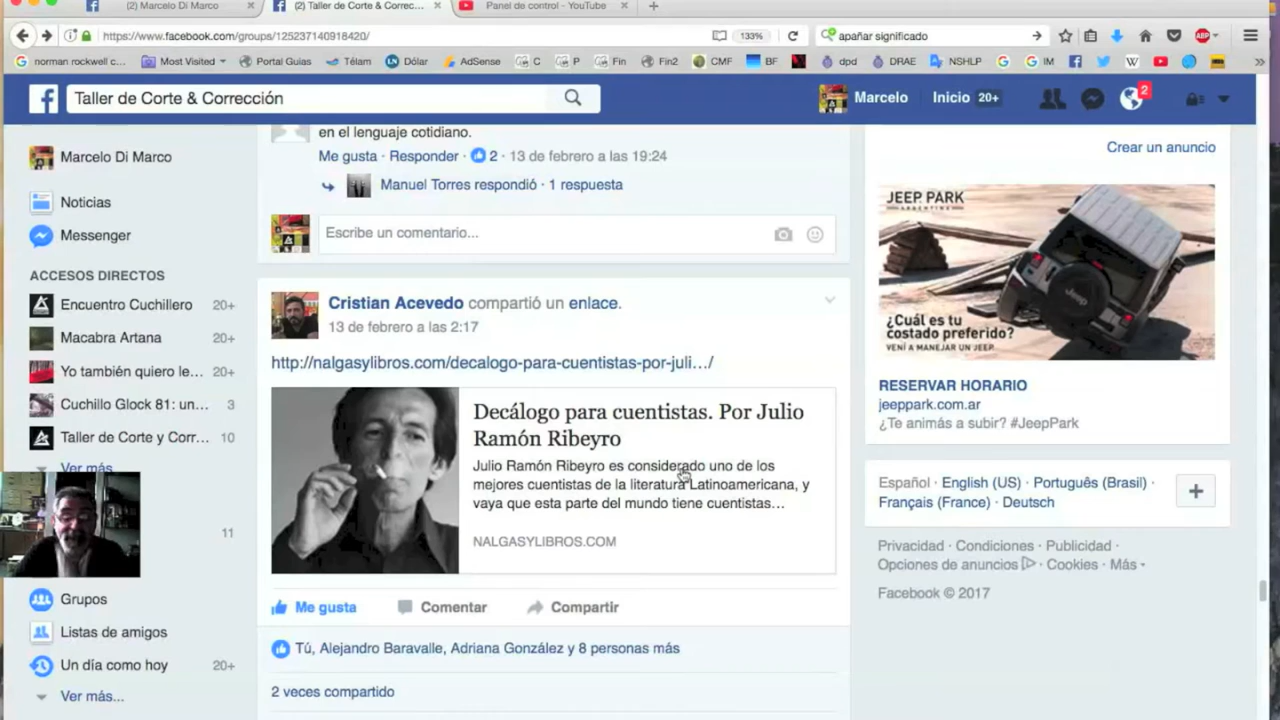 (2) Marcelo Di Marco
(2) Taller de Corte & Correc...
Panel de control - YouTube
https://www.facebook.com/groups/125237140918420/
133%
apañar significado
ABP
norman rockwell c...
Most Visited
Portal Guias
Télam
Dólar
AdSense
C
P
Fin
Fin2
CMF
BF
dpd
DRAE
NSHLP
G
IM
Taller de Corte & Corrección
Marcelo
Inicio 20+
2
Marcelo Di Marco
Noticias
Messenger
ACCESOS DIRECTOS
Encuentro Cuchillero 20+
Macabra Artana 20+
Yo también quiero le... 20+
Cuchillo Glock 81: un... 3
Taller de Corte y Corr... 10
Ver más
11
Grupos
Listas de amigos
Un día como hoy 20+
Ver más...
en el lenguaje cotidiano.
Me gusta · Responder · 2 · 13 de febrero a las 19:24
Manuel Torres respondió · 1 respuesta
Escribe un comentario...
Cristian Acevedo compartió un enlace.
13 de febrero a las 2:17
http://nalgasylibros.com/decalogo-para-cuentistas-por-juli.../
Decálogo para cuentistas. Por Julio
Ramón Ribeyro
Julio Ramón Ribeyro es considerado uno de los
mejores cuentistas de la literatura Latinoamericana, y
vaya que esta parte del mundo tiene cuentistas...
NALGASYLIBROS.COM
Me gusta
Comentar
Compartir
Tú, Alejandro Baravalle, Adriana González y 8 personas más
2 veces compartido
Crear un anuncio
JEEP PARK
ARGENTINA
Jeep
¿Cuál es tu
costado preferido?
VENÍ A MANEJAR UN JEEP.
RESERVAR HORARIO
jeeppark.com.ar
¿Te animás a subir? #JeepPark
Español · English (US) · Português (Brasil) ·
Français (France) · Deutsch
Privacidad · Condiciones · Publicidad ·
Opciones de anuncios · Cookies · Más
Facebook © 2017